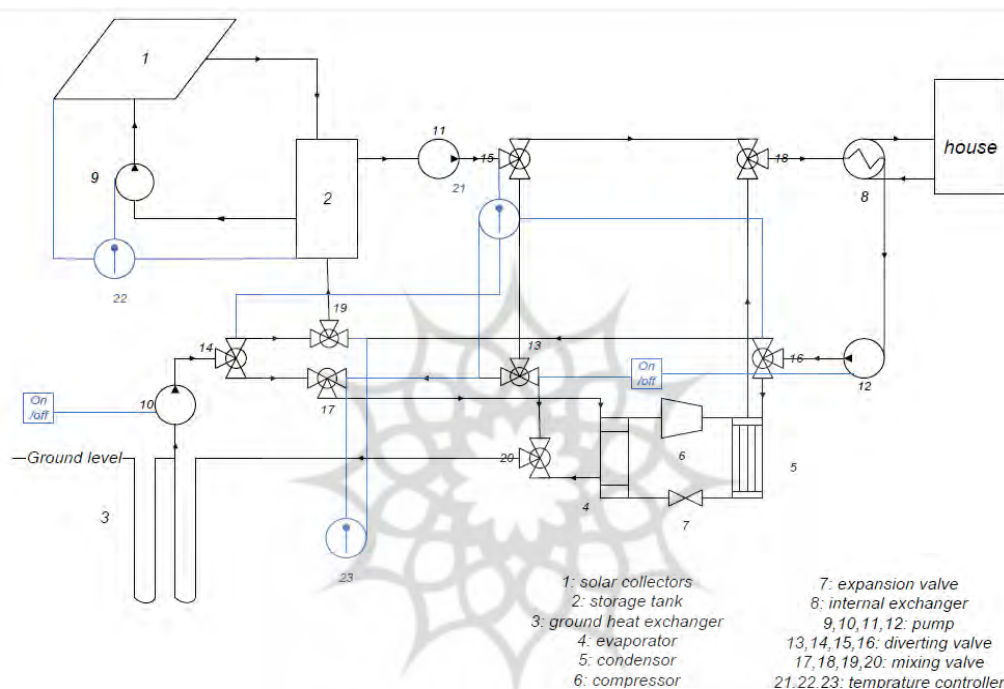 1
11
15
18
house
9
2
21
8
22
19
13
14
16
12
On
/off
17
On
/off
10
6
5
Ground level
20
4
7
3
23
1: solar collectors
2: storage tank
3: ground heat exchanger
4: evaporator
5: condensor
6: compressor
7: expansion valve
8: internal exchanger
9,10,11,12: pump
13,14,15,16: diverting valve
17,18,19,20: mixing valve
21,22,23: temprature controller